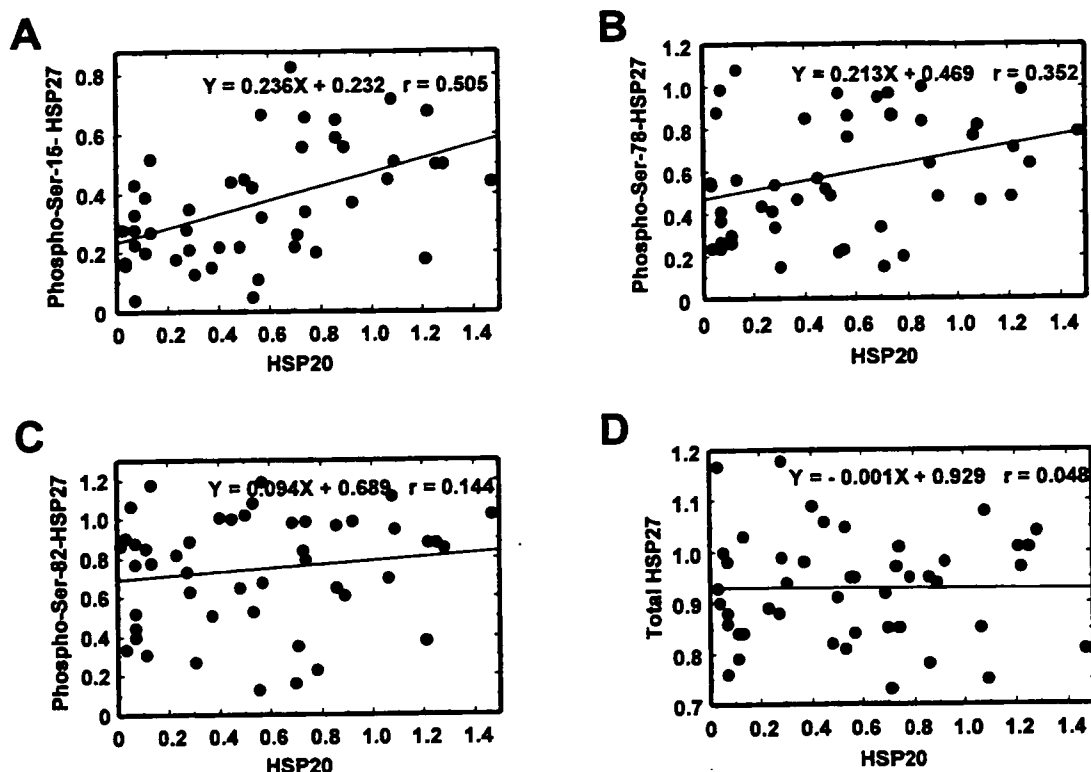 A
Phospho-Ser-15- HSP27
Y = 0.236X + 0.232 r = 0.505
0.8
0.6
0.4
0.2
0
0 0.2 0.4 0.6 0.8 1.0 1.2 1.4
HSP20
B
Phospho-Ser-78-HSP27
Y = 0.213X + 0.469 r = 0.352
1.2
1.0
0.8
0.6
0.4
0.2
0
0 0.2 0.4 0.6 0.8 1.0 1.2 1.4
HSP20
C
Phospho-Ser-82-HSP27
Y = 0.094X + 0.689 r = 0.144
1.2
1.0
0.8
0.6
0.4
0.2
0
0 0.2 0.4 0.6 0.8 1.0 1.2 1.4
HSP20
D
Total HSP27
Y = - 0.001X + 0.929 r = 0.048
1.2
1.1
1.0
0.9
0.8
0.7
0 0.2 0.4 0.6 0.8 1.0 1.2 1.4
HSP20